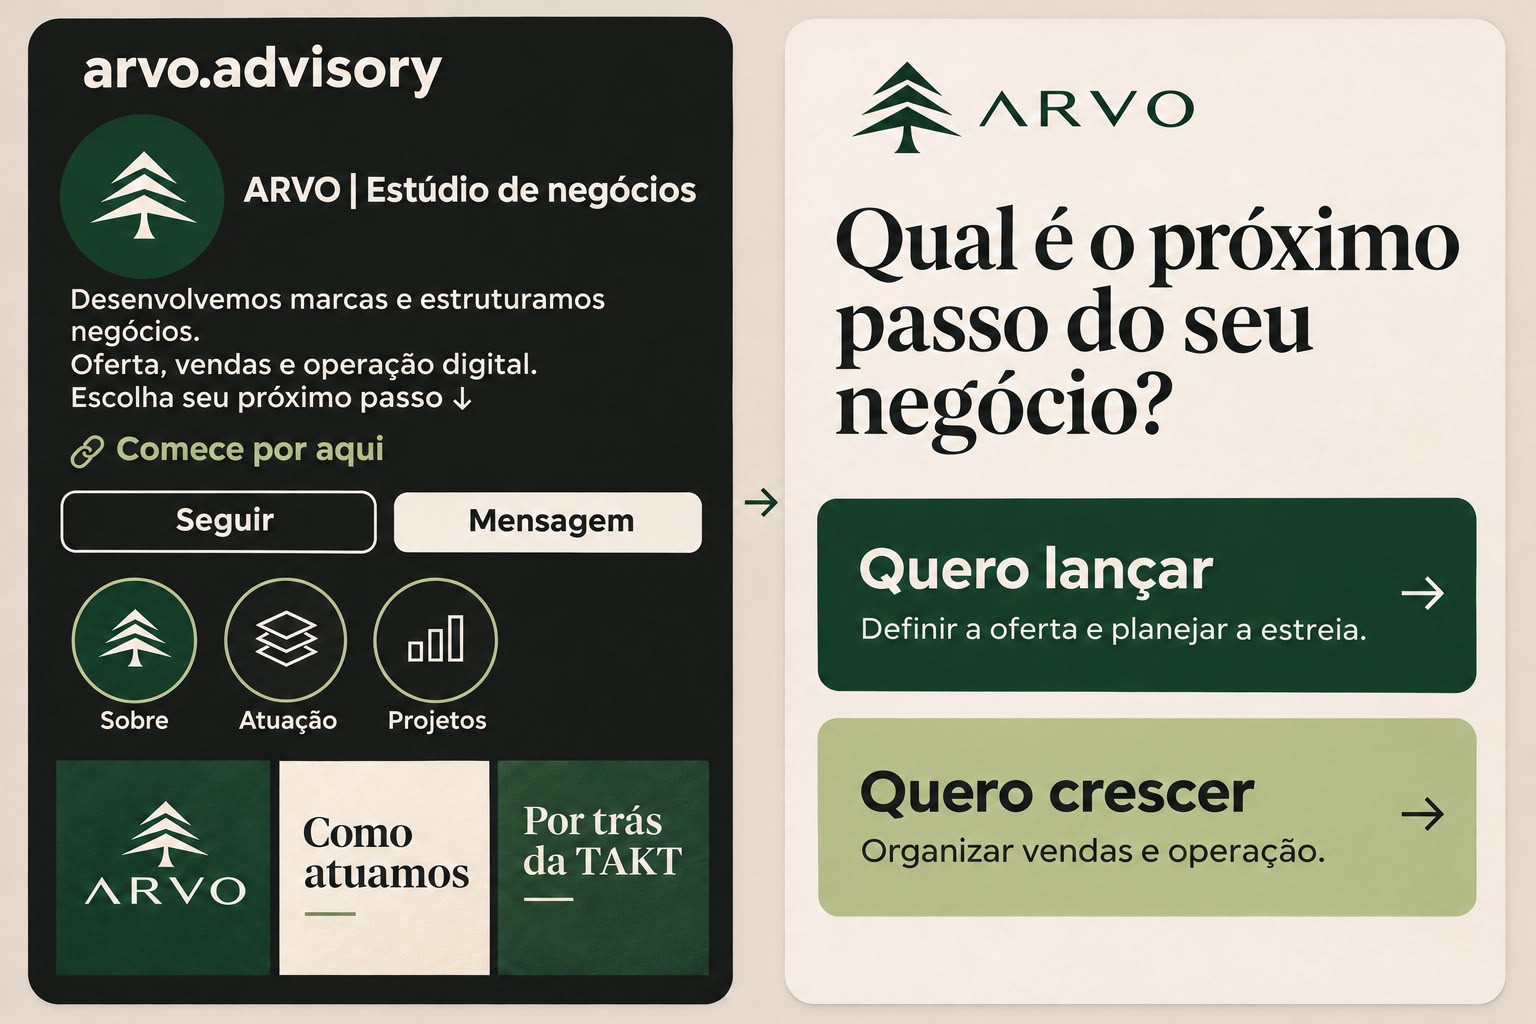 arvo.advisory
ARVO | Estúdio de negócios
Desenvolvemos marcas e estruturamos
negócios.
Oferta, vendas e operação digital.
Escolha seu próximo passo ↓
Comece por aqui
Seguir
Mensagem
Sobre
Atuação
Projetos
ARVO
Como
atuamos
Por trás
da TAKT
→
ARVO
Qual é o próximo
passo do seu
negócio?
Quero lançar
Definir a oferta e planejar a estreia.
→
Quero crescer
Organizar vendas e operação.
→